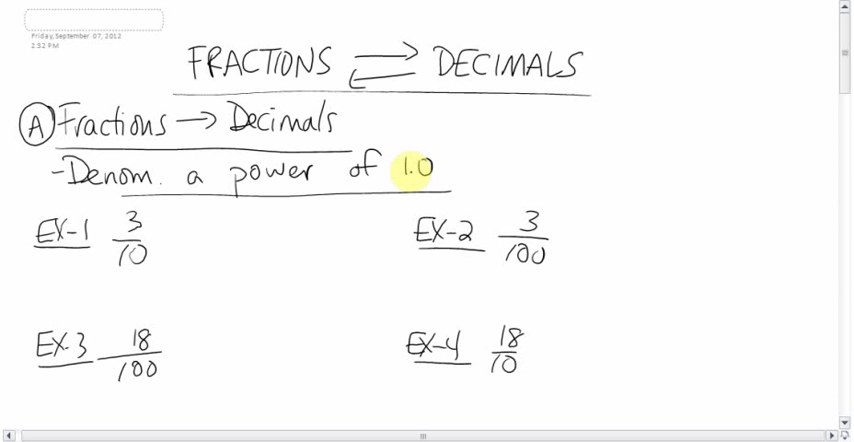 Friday, September 07, 2012
2:52 PM
FRACTIONS ⇄ DECIMALS
Ⓐ Fractions → Decimals
-Denom. a power of 10
EX-1 3/10
EX-2 3/100
EX-3 18/100
EX-4 18/10